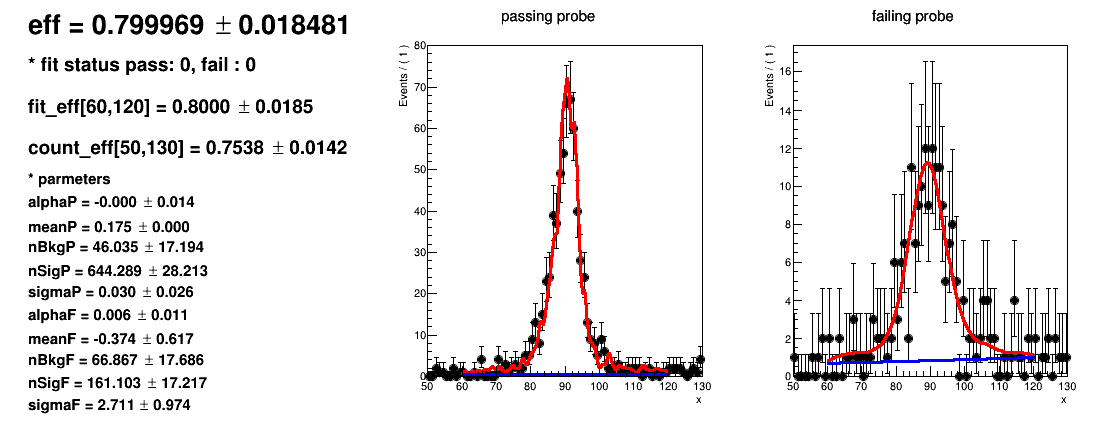 eff = 0.799969 ± 0.018481
* fit status pass: 0, fail : 0
fit_eff[60,120] = 0.8000 ± 0.0185
count_eff[50,130] = 0.7538 ± 0.0142
* parmeters
alphaP = -0.000 ± 0.014
meanP = 0.175 ± 0.000
nBkgP = 46.035 ± 17.194
nSigP = 644.289 ± 28.213
sigmaP = 0.030 ± 0.026
alphaF = 0.006 ± 0.011
meanF = -0.374 ± 0.617
nBkgF = 66.867 ± 17.686
nSigF = 161.103 ± 17.217
sigmaF = 2.711 ± 0.974
passing probe
Events / ( 1 )
80
70
60
50
40
30
20
10
0
50 60 70 80 90 100 110 120 130
x
failing probe
Events / ( 1 )
16
14
12
10
8
6
4
2
0
50 60 70 80 90 100 110 120 130
x